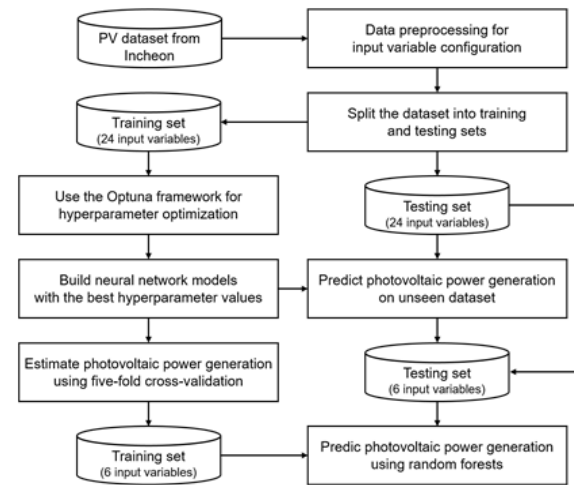 PV dataset from
Incheon
Data preprocessing for
input variable configuration
Training set
(24 input variables)
Split the dataset into training
and testing sets
Use the Optuna framework for
hyperparameter optimization
Testing set
(24 input variables)
Build neural network models
with the best hyperparameter values
Predict photovoltaic power generation
on unseen dataset
Estimate photovoltaic power generation
using five-fold cross-validation
Testing set
(6 input variables)
Training set
(6 input variables)
Predic photovoltaic power generation
using random forests